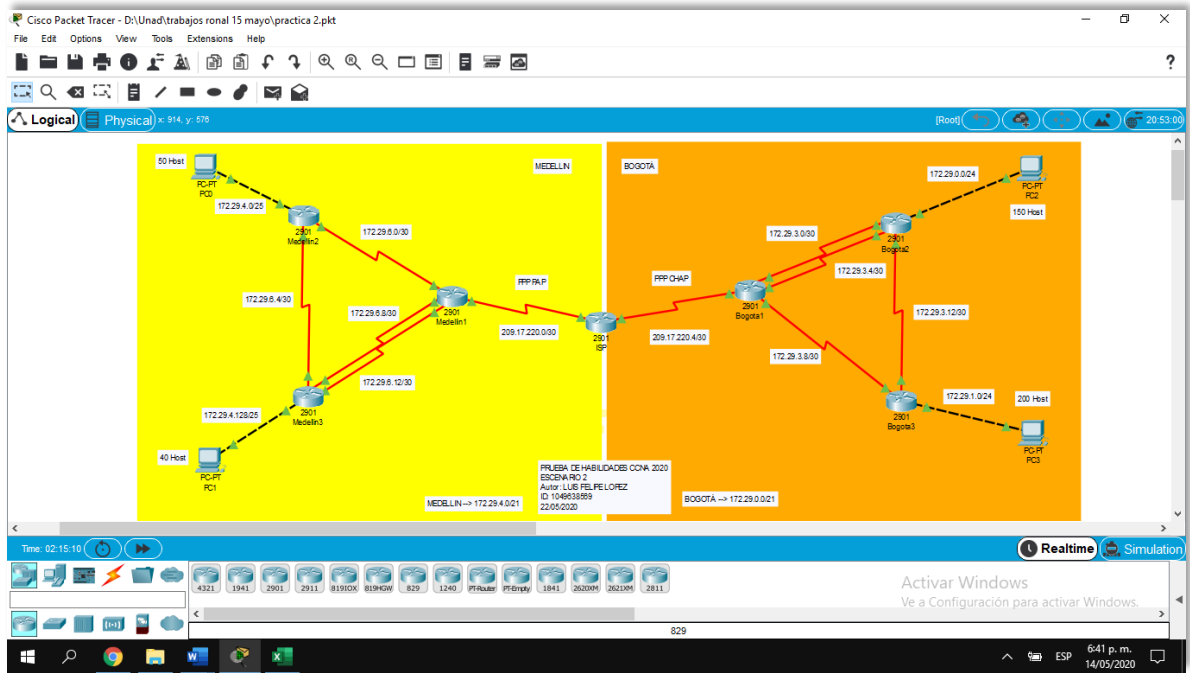 Cisco Packet Tracer - D:\Unad\trabajos ronal 15 mayo\practica 2.pkt
File Edit Options View Tools Extensions Help
?
Logical Physical x: 914, y: 576 [Root] 20:53:00
50 Host
PC-PT
PC0
172.29.4.0/25
2901
Medellin2
172.29.6.0/30
MEDELLIN
172.29.6.4/30
172.29.6.8/30
2901
Medellin1
PPP PAP
209.17.220.0/30
172.29.6.12/30
2901
Medellin3
172.29.4.128/25
40 Host
PC-PT
PC1
MEDELLIN --> 172.29.4.0/21
2901
ISP
BOGOTÁ
172.29.0.0/24
PC-PT
PC2
150 Host
172.29.3.0/30
2901
Bogota2
172.29.3.4/30
PPP CHAP
2901
Bogota1
209.17.220.4/30
172.29.3.12/30
172.29.3.8/30
172.29.1.0/24
200 Host
2901
Bogota3
PC-PT
PC3
PRUEBA DE HABILIDADES CCNA 2020
ESCENARIO 2
Autor: LUIS FELIPE LOPEZ
ID: 1049638569
22/05/2020
BOGOTÁ --> 172.29.0.0/21
Time: 02:15:10 Realtime Simulation
4321 1941 2901 2911 819IOX 819HGW 829 1240 PT-Router PT-Empty 1841 2620XM 2621XM 2811
Activar Windows
Ve a Configuración para activar Windows.
829
ESP
6:41 p. m.
14/05/2020